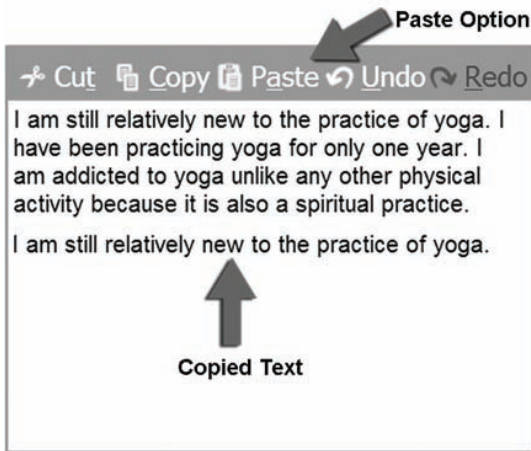 Paste Option
Cut Copy Paste Undo Redo
I am still relatively new to the practice of yoga. I
have been practicing yoga for only one year. I
am addicted to yoga unlike any other physical
activity because it is also a spiritual practice.
I am still relatively new to the practice of yoga.
Copied Text